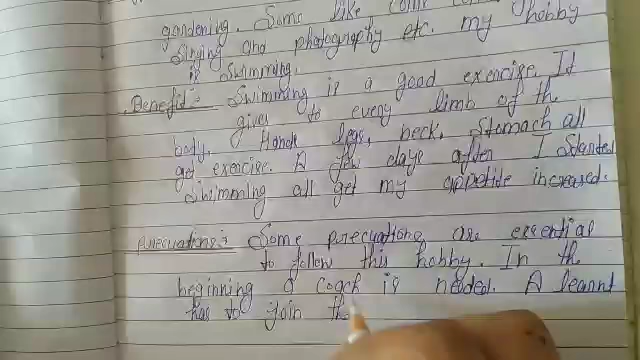 gardening. Some like coin
Singing and photography etc. my hobby
is Swimming.
Benefit:- Swimming is a good exercise. It
gives to every limb of the
body. Hands legs, neck, Stomach all
get exercise. A few days after I Started
Swimming all get my appetite increased.
Precuations:- Some precuations are essential
to follow this hobby. In the
beginning a coach is needed. A learnt
has to join the